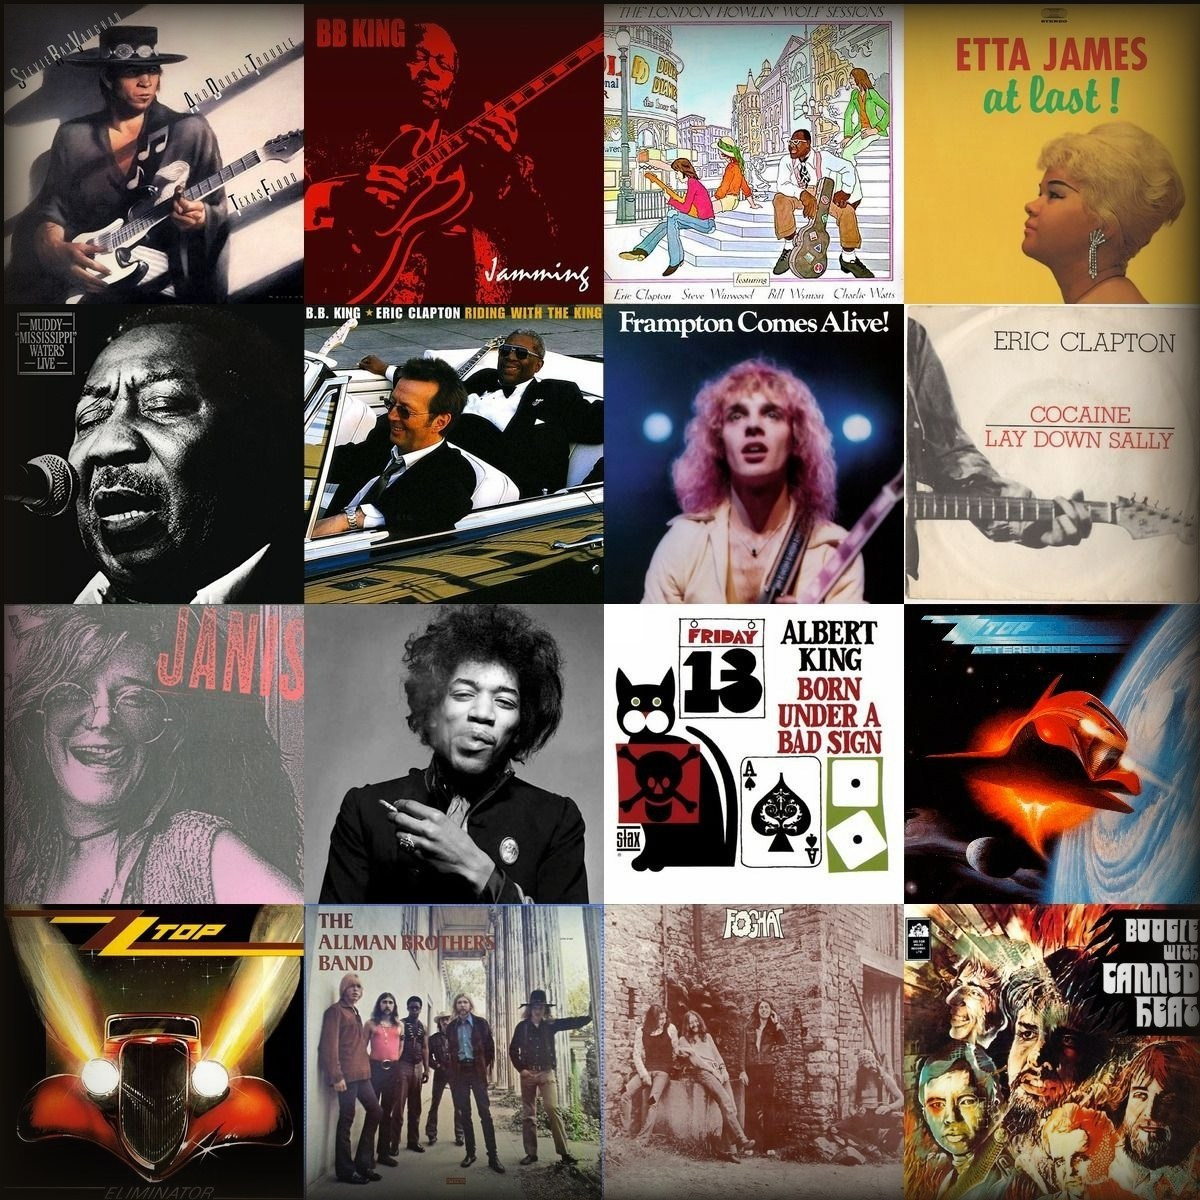 STEVIE RAY VAUGHAN
AND DOUBLE TROUBLE
TEXAS FLOOD
BB KING
Jamming
THE LONDON HOWLIN' WOLF SESSIONS
featuring
Eric Clapton Steve Winwood Bill Wyman Charlie Watts
STEREO
ETTA JAMES
at last!
MUDDY
"MISSISSIPPI"
WATERS
LIVE
B.B. KING ★ ERIC CLAPTON RIDING WITH THE KING
Frampton Comes Alive!
ERIC CLAPTON
COCAINE
LAY DOWN SALLY
JANIS
FRIDAY
13
ALBERT
KING
BORN
UNDER A
BAD SIGN
A
A
stax
ZZ TOP
AFTERBURNER
ZZ TOP
ELIMINATOR
THE
ALLMAN BROTHERS
BAND
FOGHAT
BOOGIE
WITH
CANNED
HEAT